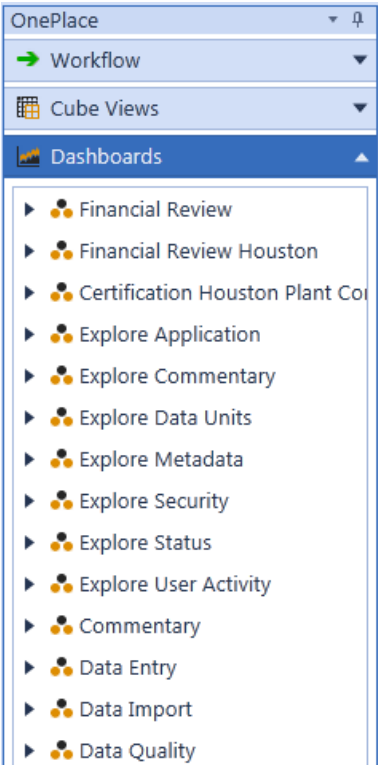 OnePlace
Workflow
Cube Views
Dashboards
Financial Review
Financial Review Houston
Certification Houston Plant
Explore Application
Explore Commentary
Explore Data Units
Explore Metadata
Explore Security
Explore Status
Explore User Activity
Commentary
Data Entry
Data Import
Data Quality